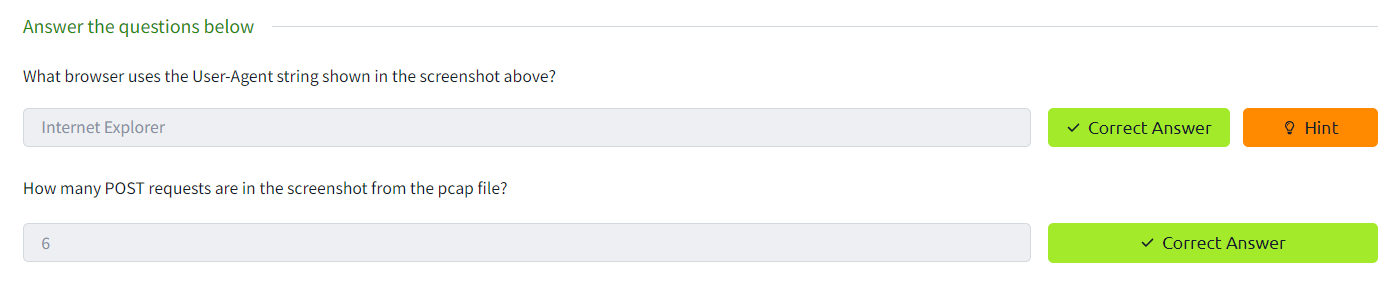 Answer the questions below
What browser uses the User-Agent string shown in the screenshot above?
Internet Explorer
Correct Answer
Hint
How many POST requests are in the screenshot from the pcap file?
6
Correct Answer